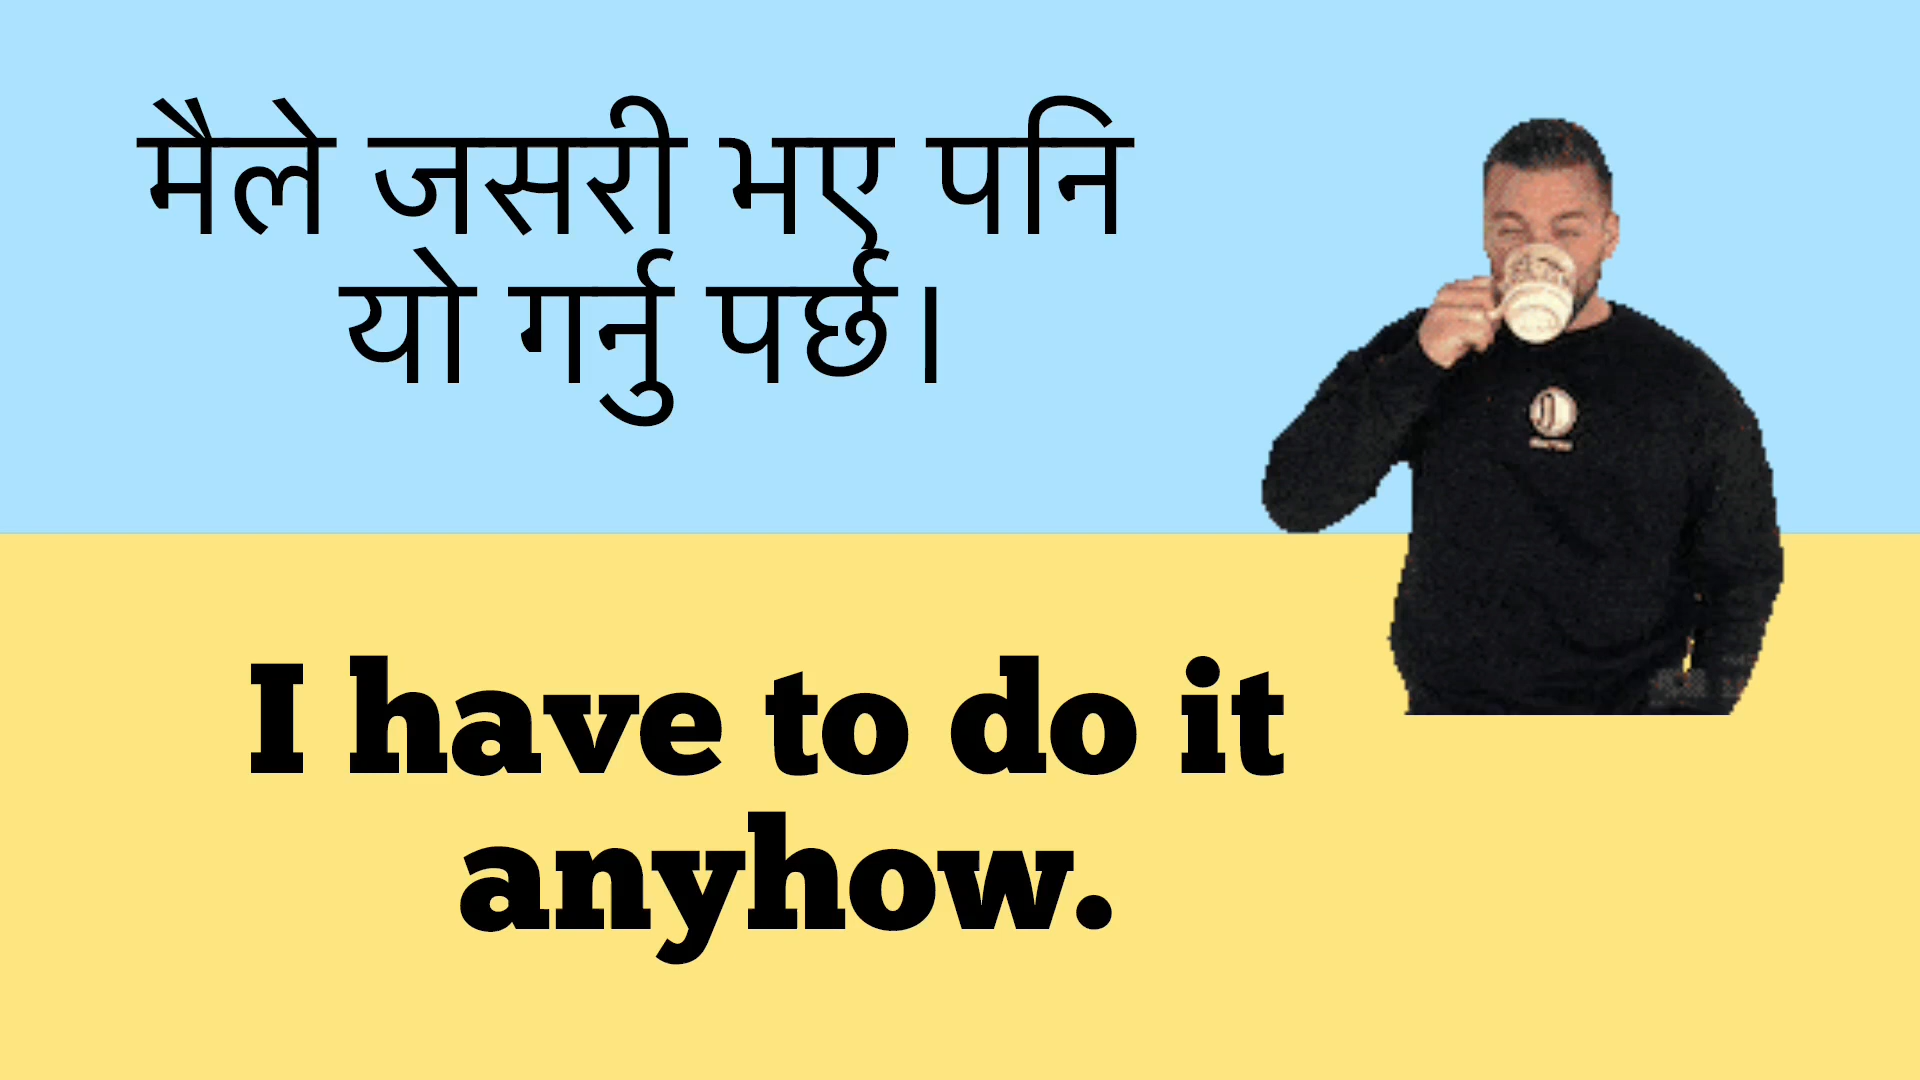 मैले जसरी भए पनि
यो गर्नु पर्छ।
I have to do it
anyhow.